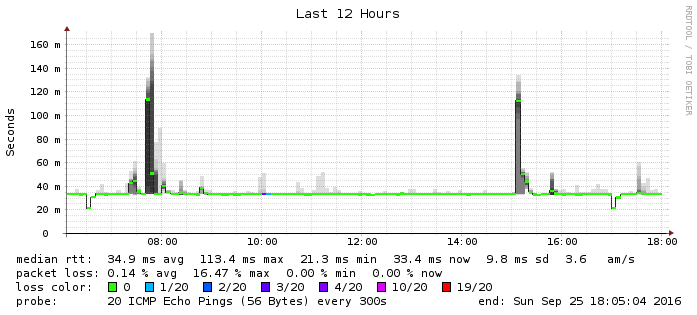 Last 12 Hours
RRDTOOL / TOBI OETIKER
Seconds
160 m
140 m
120 m
100 m
80 m
60 m
40 m
20 m
0
08:00 10:00 12:00 14:00 16:00 18:00
median rtt: 34.9 ms avg 113.4 ms max 21.3 ms min 33.4 ms now 9.8 ms sd 3.6 am/s
packet loss: 0.14 % avg 16.47 % max 0.00 % min 0.00 % now
loss color: 0 1/20 2/20 3/20 4/20 10/20 19/20
probe: 20 ICMP Echo Pings (56 Bytes) every 300s end: Sun Sep 25 18:05:04 2016